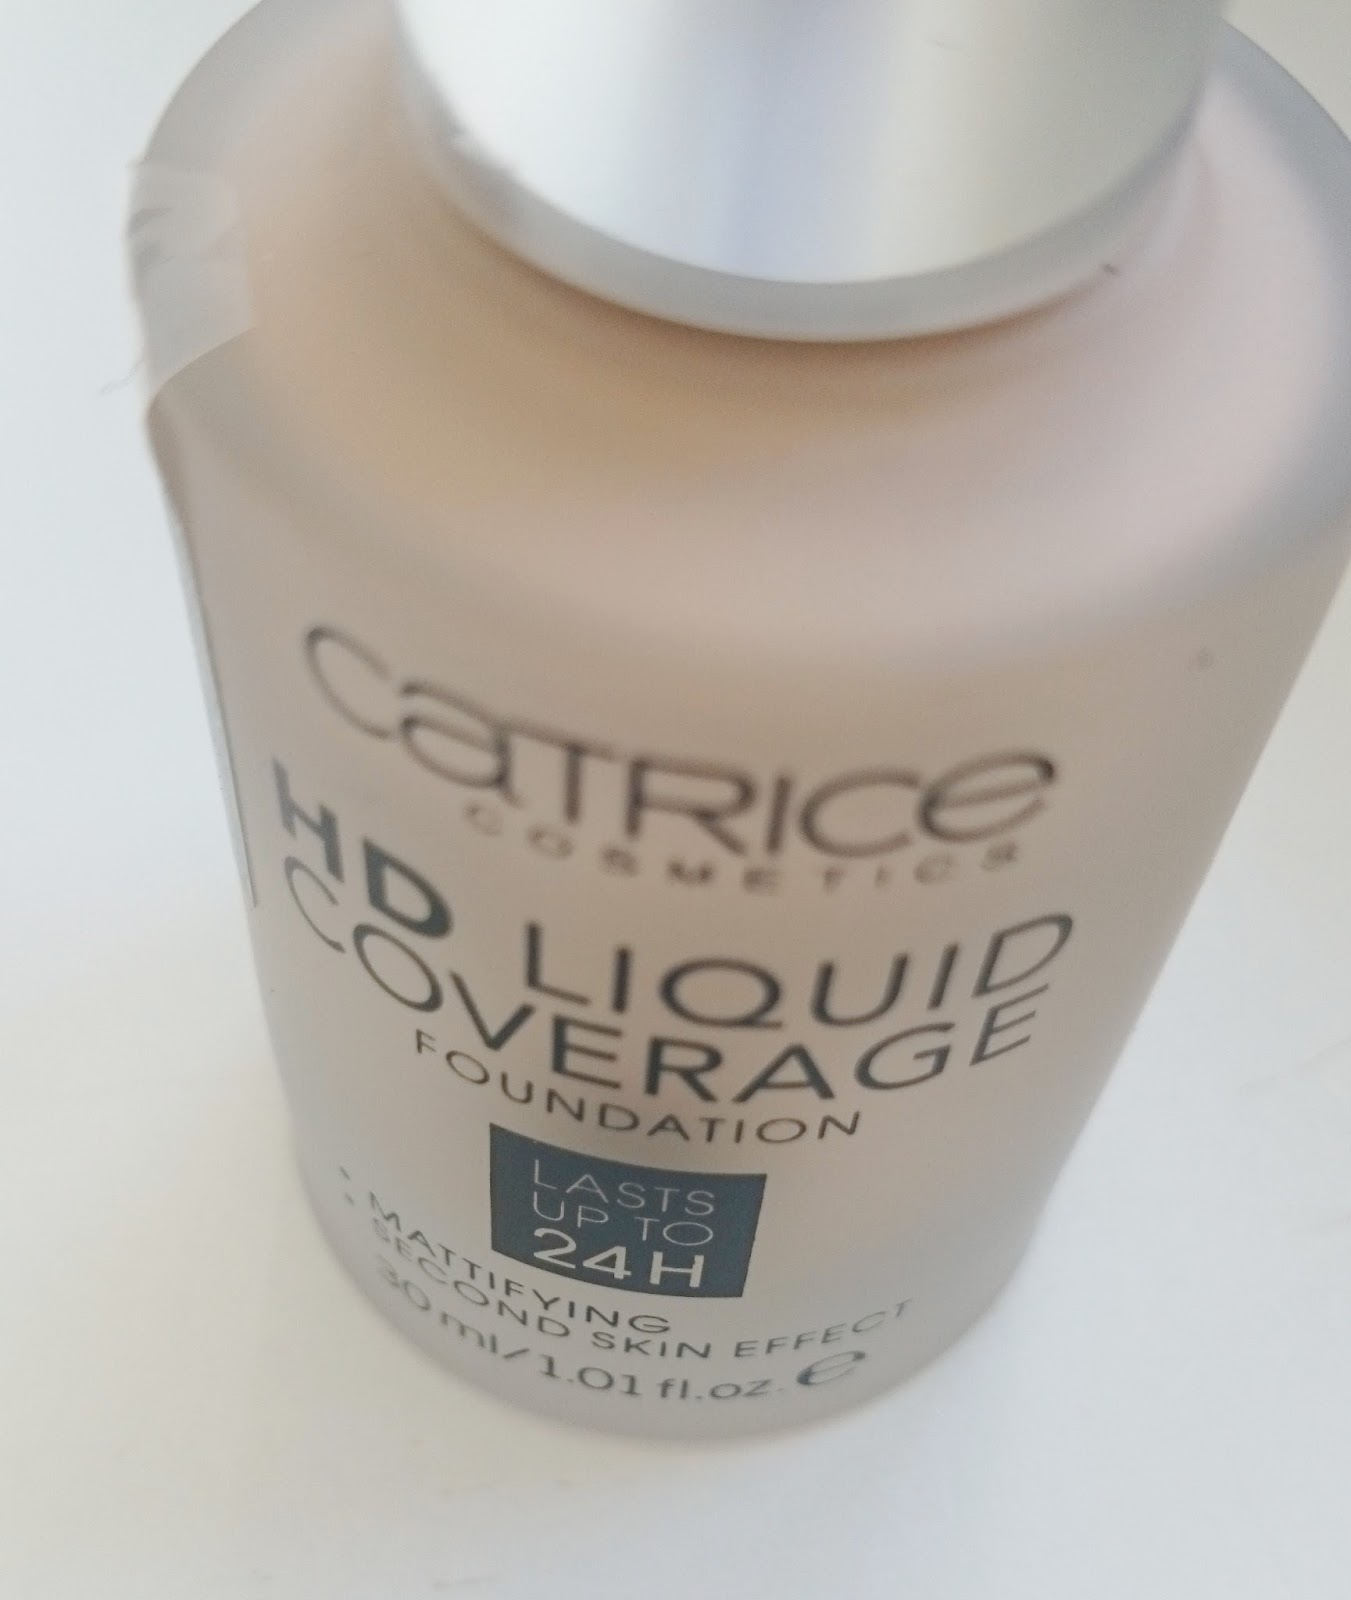 CATRICE
COSMETICS
HD LIQUID
COVERAGE
FOUNDATION
LASTS
UP TO
24H
MATTIFYING
SECOND SKIN EFFECT
30 ml/1.01 fl.oz. ℮